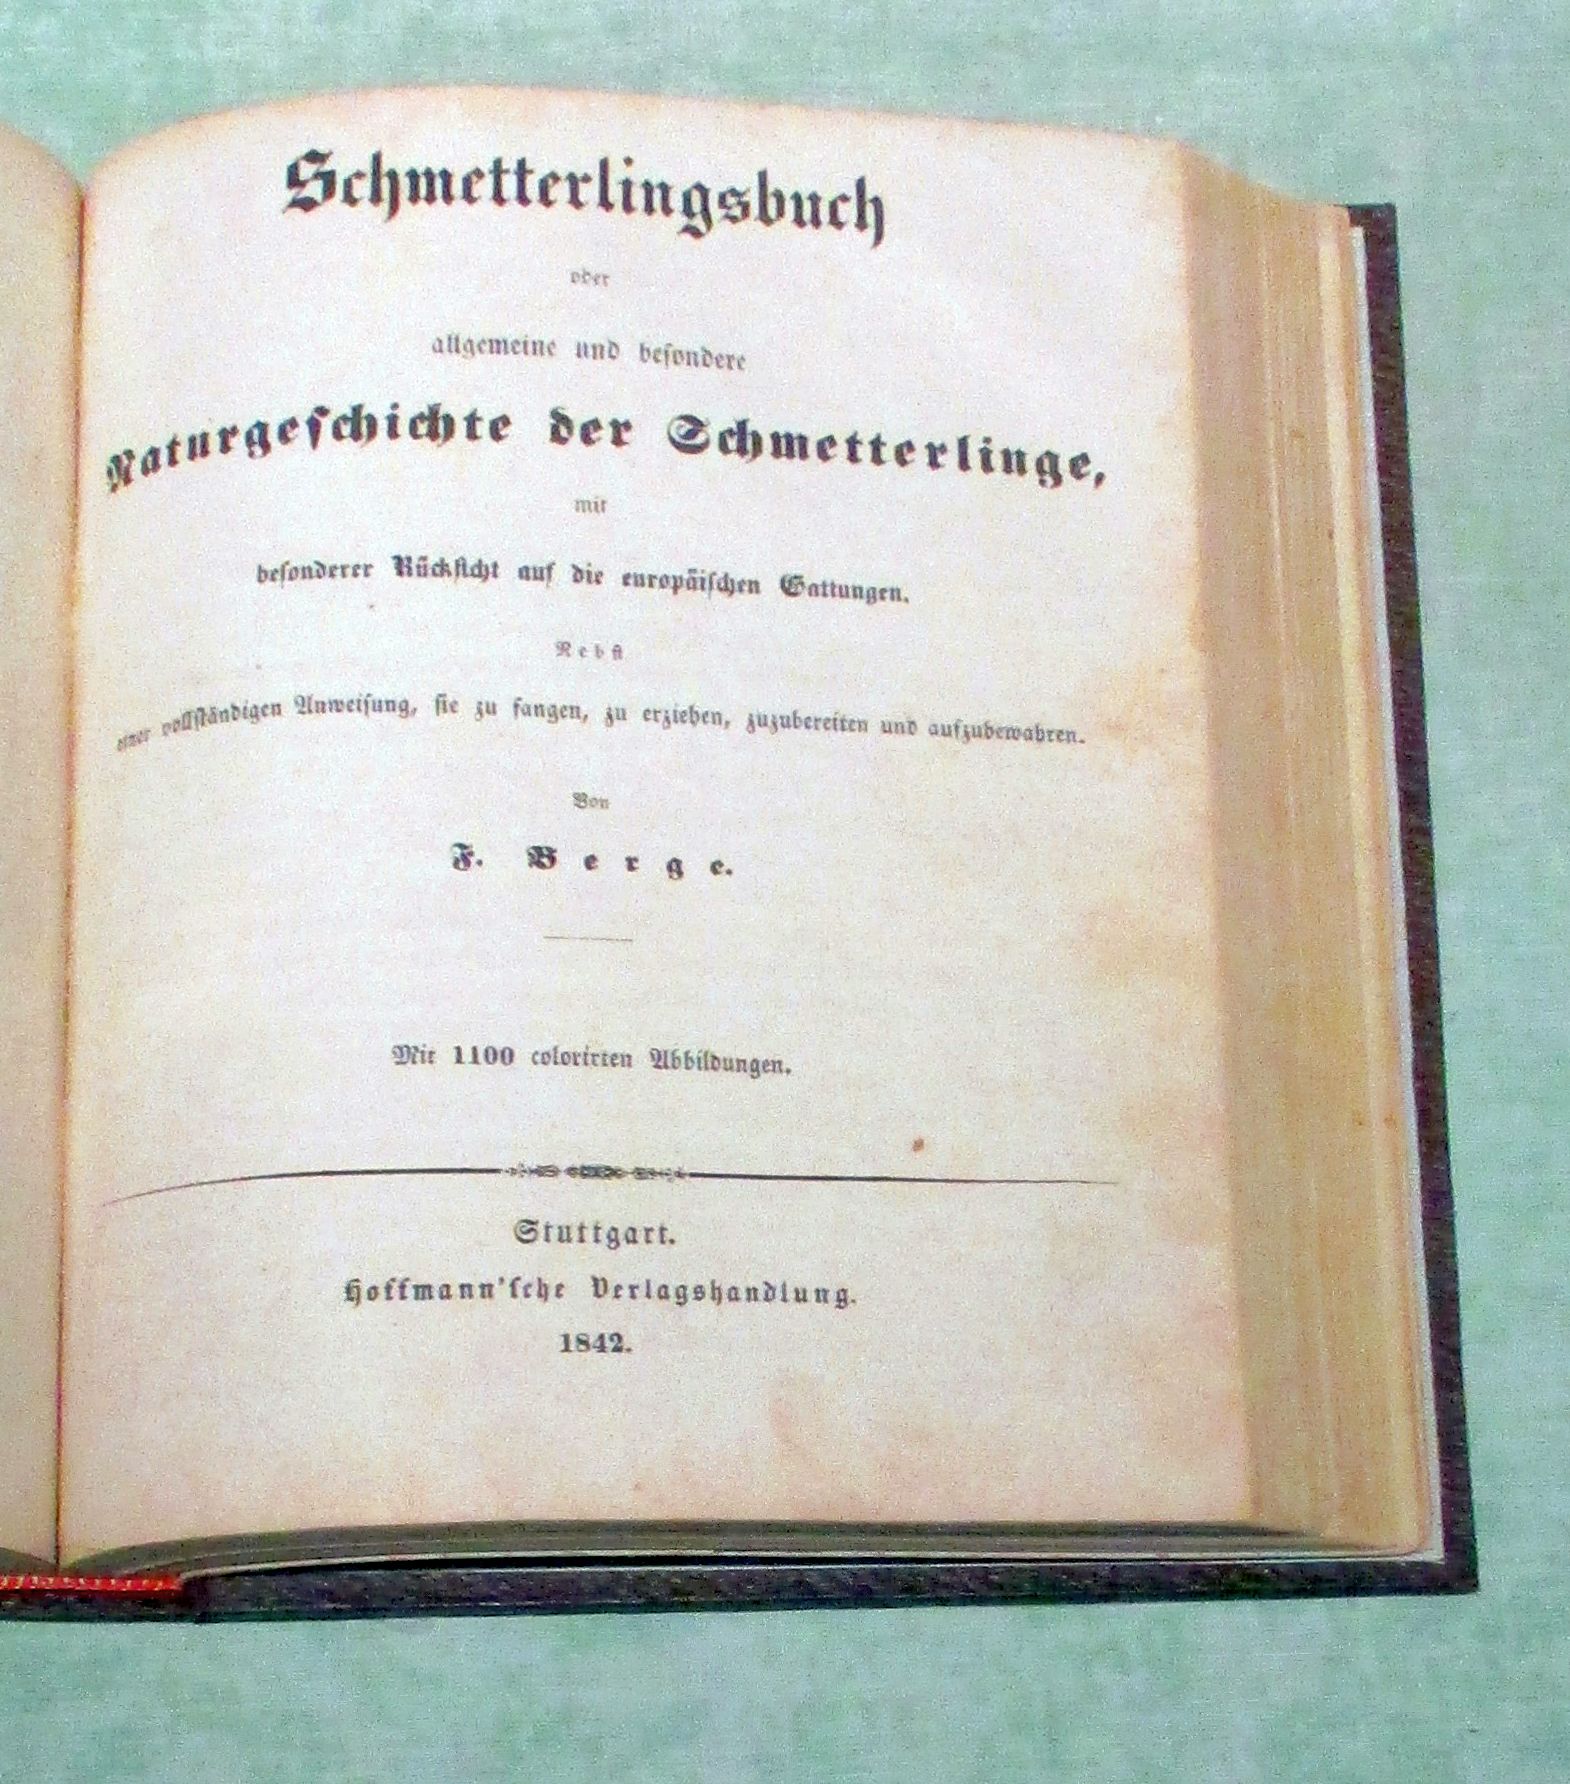 Schmetterlingsbuch
oder
allgemeine und beſondere
Naturgeſchichte der Schmetterlinge,
mit
beſonderer Rückſicht auf die europäiſchen Gattungen.
Nebſt
einer vollſtändigen Anweiſung, ſie zu fangen, zu erziehen, zuzubereiten und aufzubewahren.
Von
F. Berge.
Mit 1100 colorirten Abbildungen.
Stuttgart.
Hoffmann'ſche Verlagshandlung.
1842.